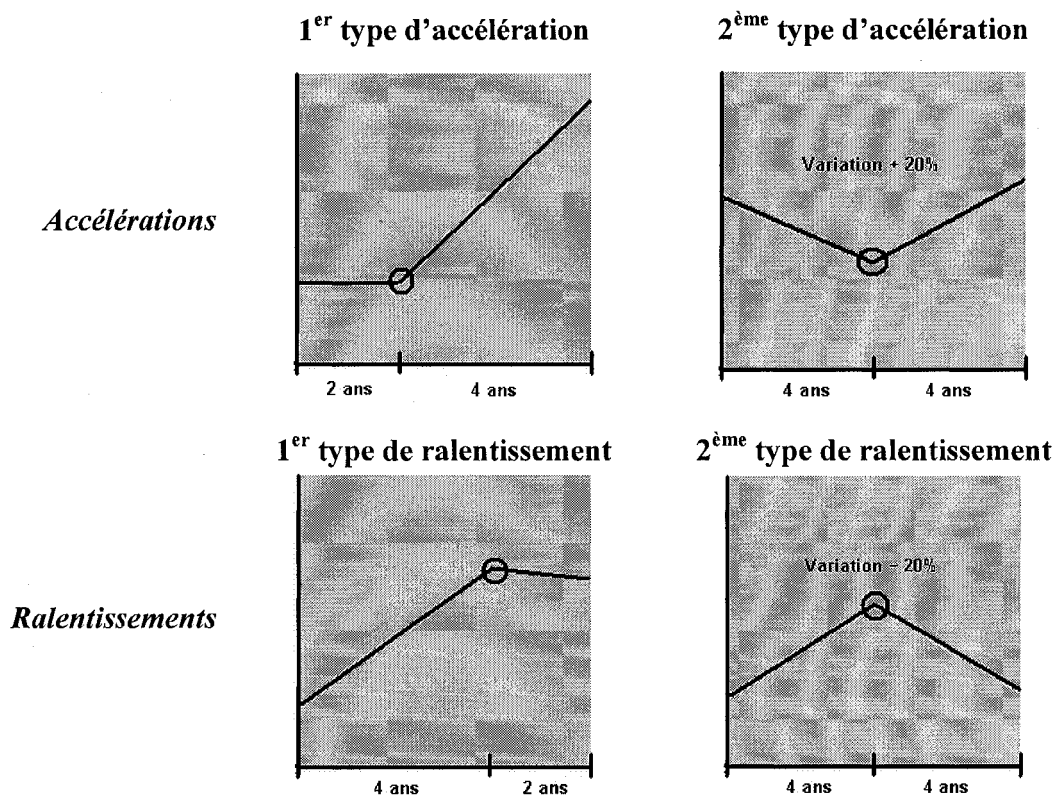 1er type d'accélération
2ème type d'accélération
Accélérations
Variation + 20%
2 ans
4 ans
4 ans
4 ans
1er type de ralentissement
2ème type de ralentissement
Ralentissements
Variation - 20%
4 ans
2 ans
4 ans
4 ans